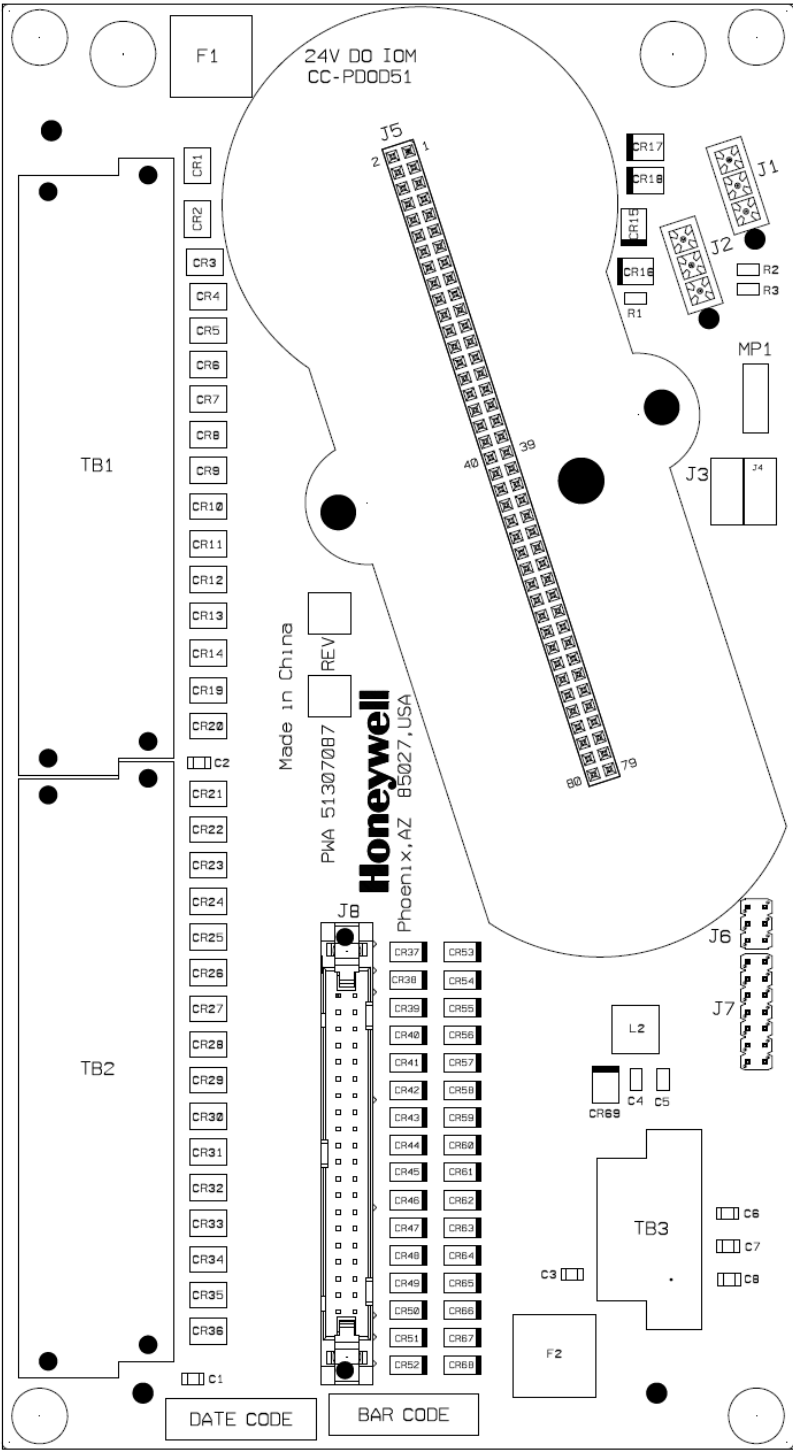 F1
24V DO IOM
CC-PDOD51
J5
2
1
CR1
CR2
CR3
CR4
CR5
CR6
CR7
CR8
CR9
CR10
CR11
CR12
CR13
CR14
CR19
CR20
C2
CR21
CR22
CR23
CR24
CR25
CR26
CR27
CR28
CR29
CR30
CR31
CR32
CR33
CR34
CR35
CR36
C1
TB1
TB2
CR17
CR18
CR15
CR16
R1
J1
J2
R2
R3
MP1
J3
J4
40
39
80
79
Made in China
REV
PWA 51307087
Honeywell
Phoenix,AZ 85027,USA
J8
CR37
CR53
CR38
CR54
CR39
CR55
CR40
CR56
CR41
CR57
CR42
CR58
CR43
CR59
CR44
CR60
CR45
CR61
CR46
CR62
CR47
CR63
CR48
CR64
CR49
CR65
CR50
CR66
CR51
CR67
CR52
CR68
J6
J7
L2
CR69
C4
C5
TB3
C6
C7
C8
C3
F2
DATE CODE
BAR CODE